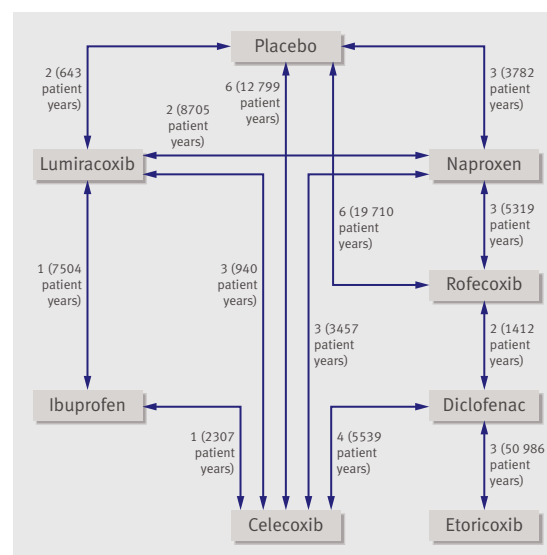 Placebo
2 (643
patient
years)
6 (12 799
patient
years)
3 (3782
patient
years)
2 (8705
patient
years)
Lumiracoxib
Naproxen
6 (19 710
patient
years)
3 (5319
patient
years)
1 (7504
patient
years)
3 (940
patient
years)
Rofecoxib
3 (3457
patient
years)
2 (1412
patient
years)
Ibuprofen
Diclofenac
1 (2307
patient
years)
4 (5539
patient
years)
3 (50 986
patient
years)
Celecoxib
Etoricoxib